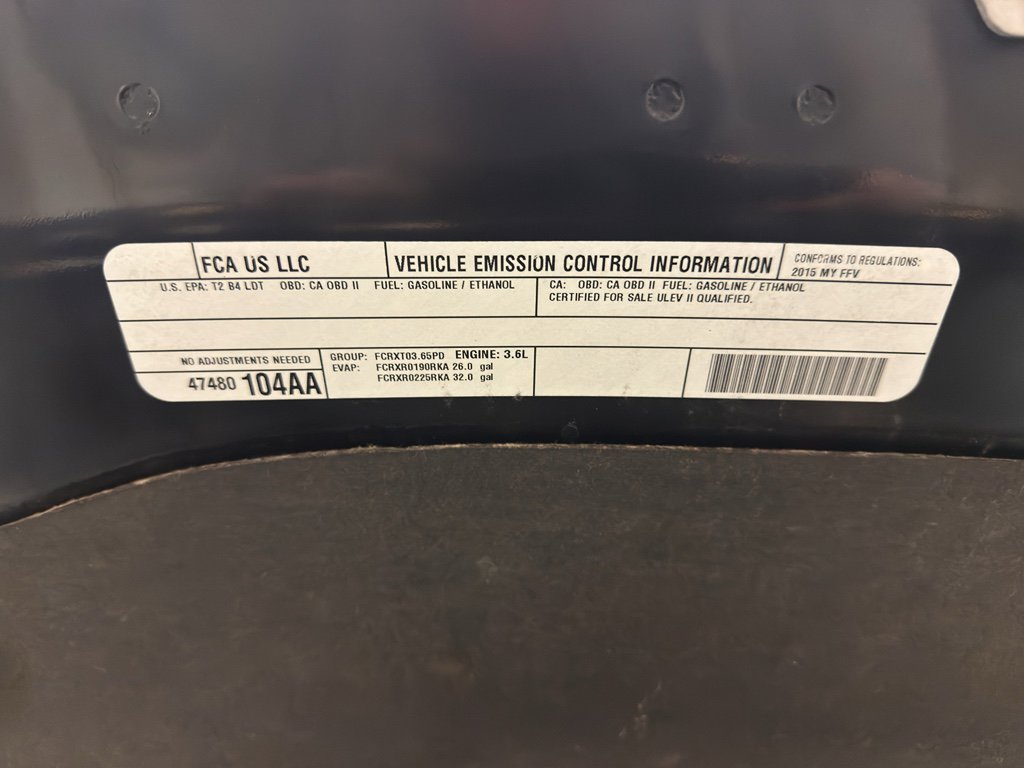 FCA US LLC
VEHICLE EMISSION CONTROL INFORMATION
CONFORMS TO REGULATIONS:
2015 MY FFV
U.S. EPA: T2 B4 LDT OBD: CA OBD II FUEL: GASOLINE / ETHANOL
CA: OBD: CA OBD II FUEL: GASOLINE / ETHANOL
CERTIFIED FOR SALE ULEV II QUALIFIED.
NO ADJUSTMENTS NEEDED
47480 104AA
GROUP: FCRXT03.65PD ENGINE: 3.6L
EVAP: FCRXR0190RKA 26.0 gal
FCRXR0225RKA 32.0 gal